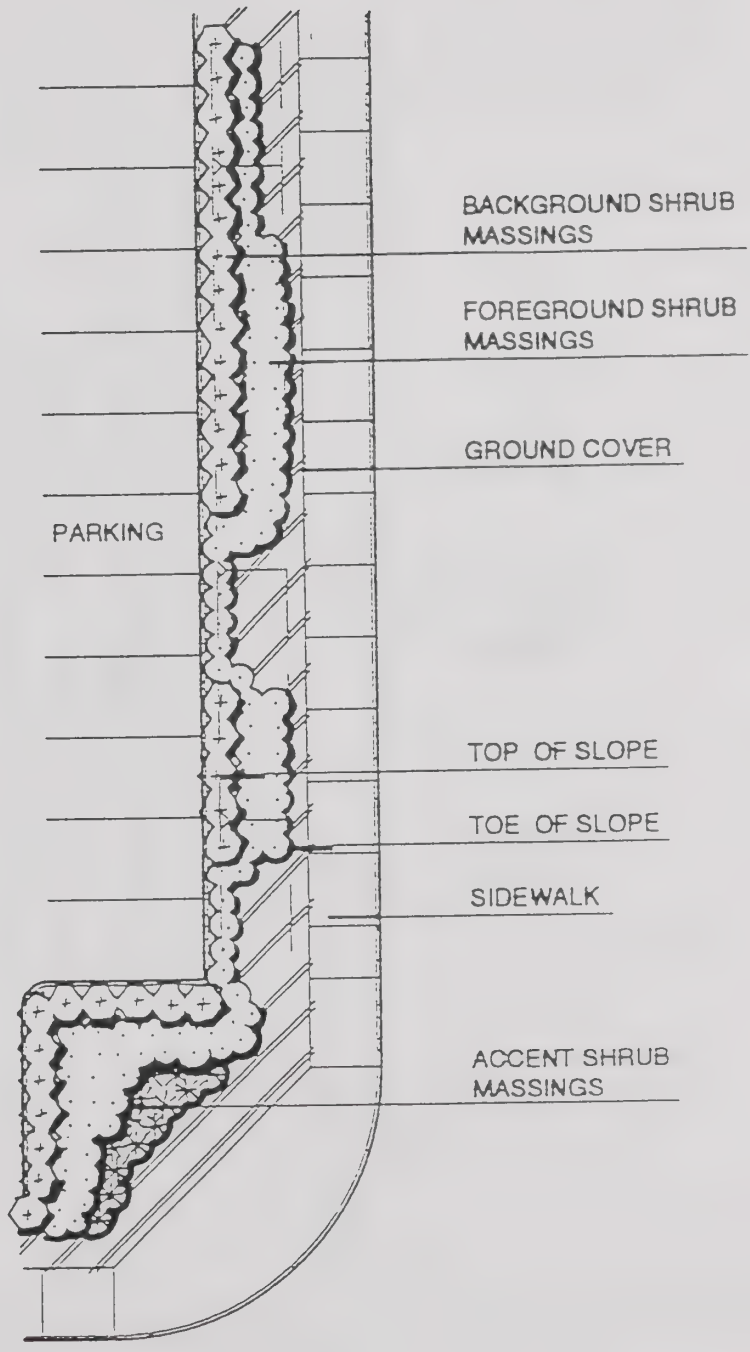 BACKGROUND SHRUB
MASSINGS
FOREGROUND SHRUB
MASSINGS
GROUND COVER
PARKING
TOP OF SLOPE
TOE OF SLOPE
SIDEWALK
ACCENT SHRUB
MASSINGS